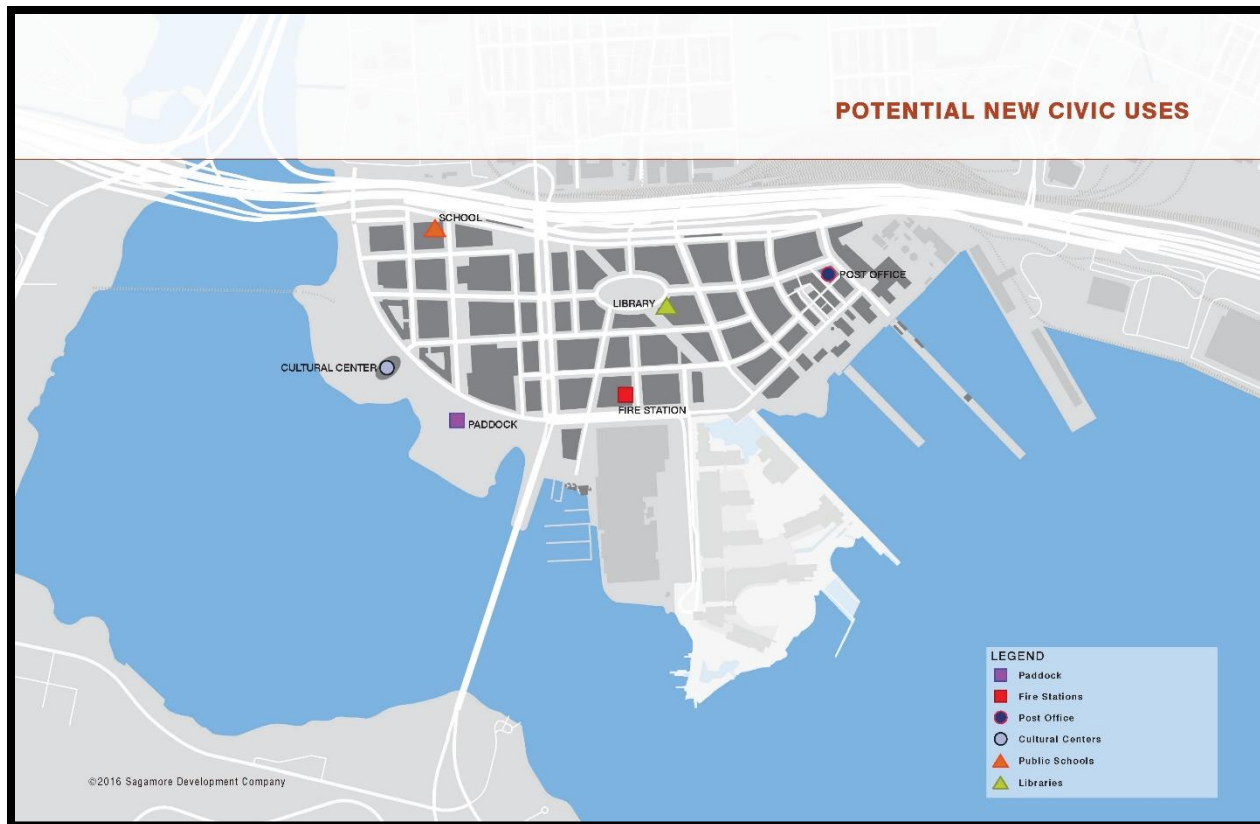 POTENTIAL NEW CIVIC USES
SCHOOL
POST OFFICE
LIBRARY
CULTURAL CENTER
FIRE STATION
PADDOCK
LEGEND
Paddock
Fire Stations
Post Office
Cultural Centers
Public Schools
Libraries
©2016 Sagamore Development Company